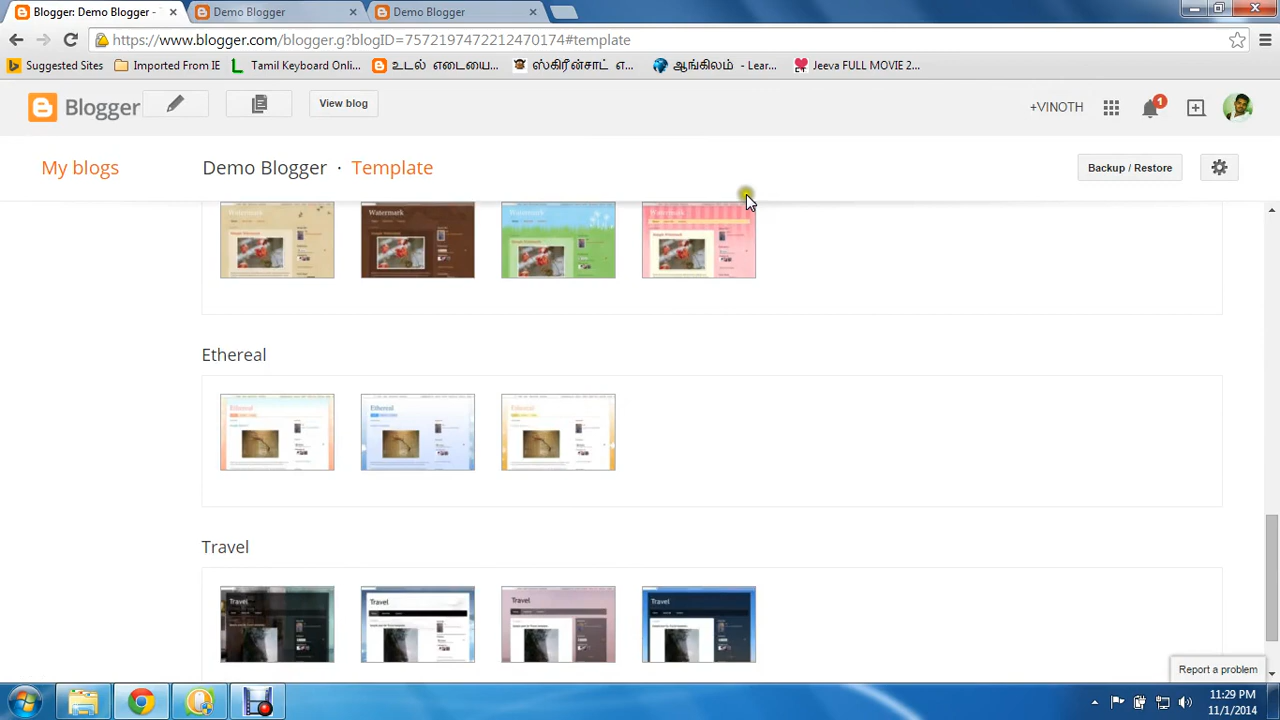 Blogger: Demo Blogger -
Demo Blogger
Demo Blogger
https://www.blogger.com/blogger.g?blogID=7572197472212470174#template
Suggested Sites
Imported From IE
Tamil Keyboard Onli...
உடல் எடையை...
ஸ்கிரீன்சாட் எ...
ஆங்கிலம் - Lear...
Jeeva FULL MOVIE 2...
Blogger
View blog
+VINOTH
1
My blogs
Demo Blogger · Template
Backup / Restore
Watermark
Watermark
Watermark
Watermark
Ethereal
Ethereal
Ethereal
Ethereal
Travel
Travel
Travel
Travel
Travel
Report a problem
11:29 PM
11/1/2014